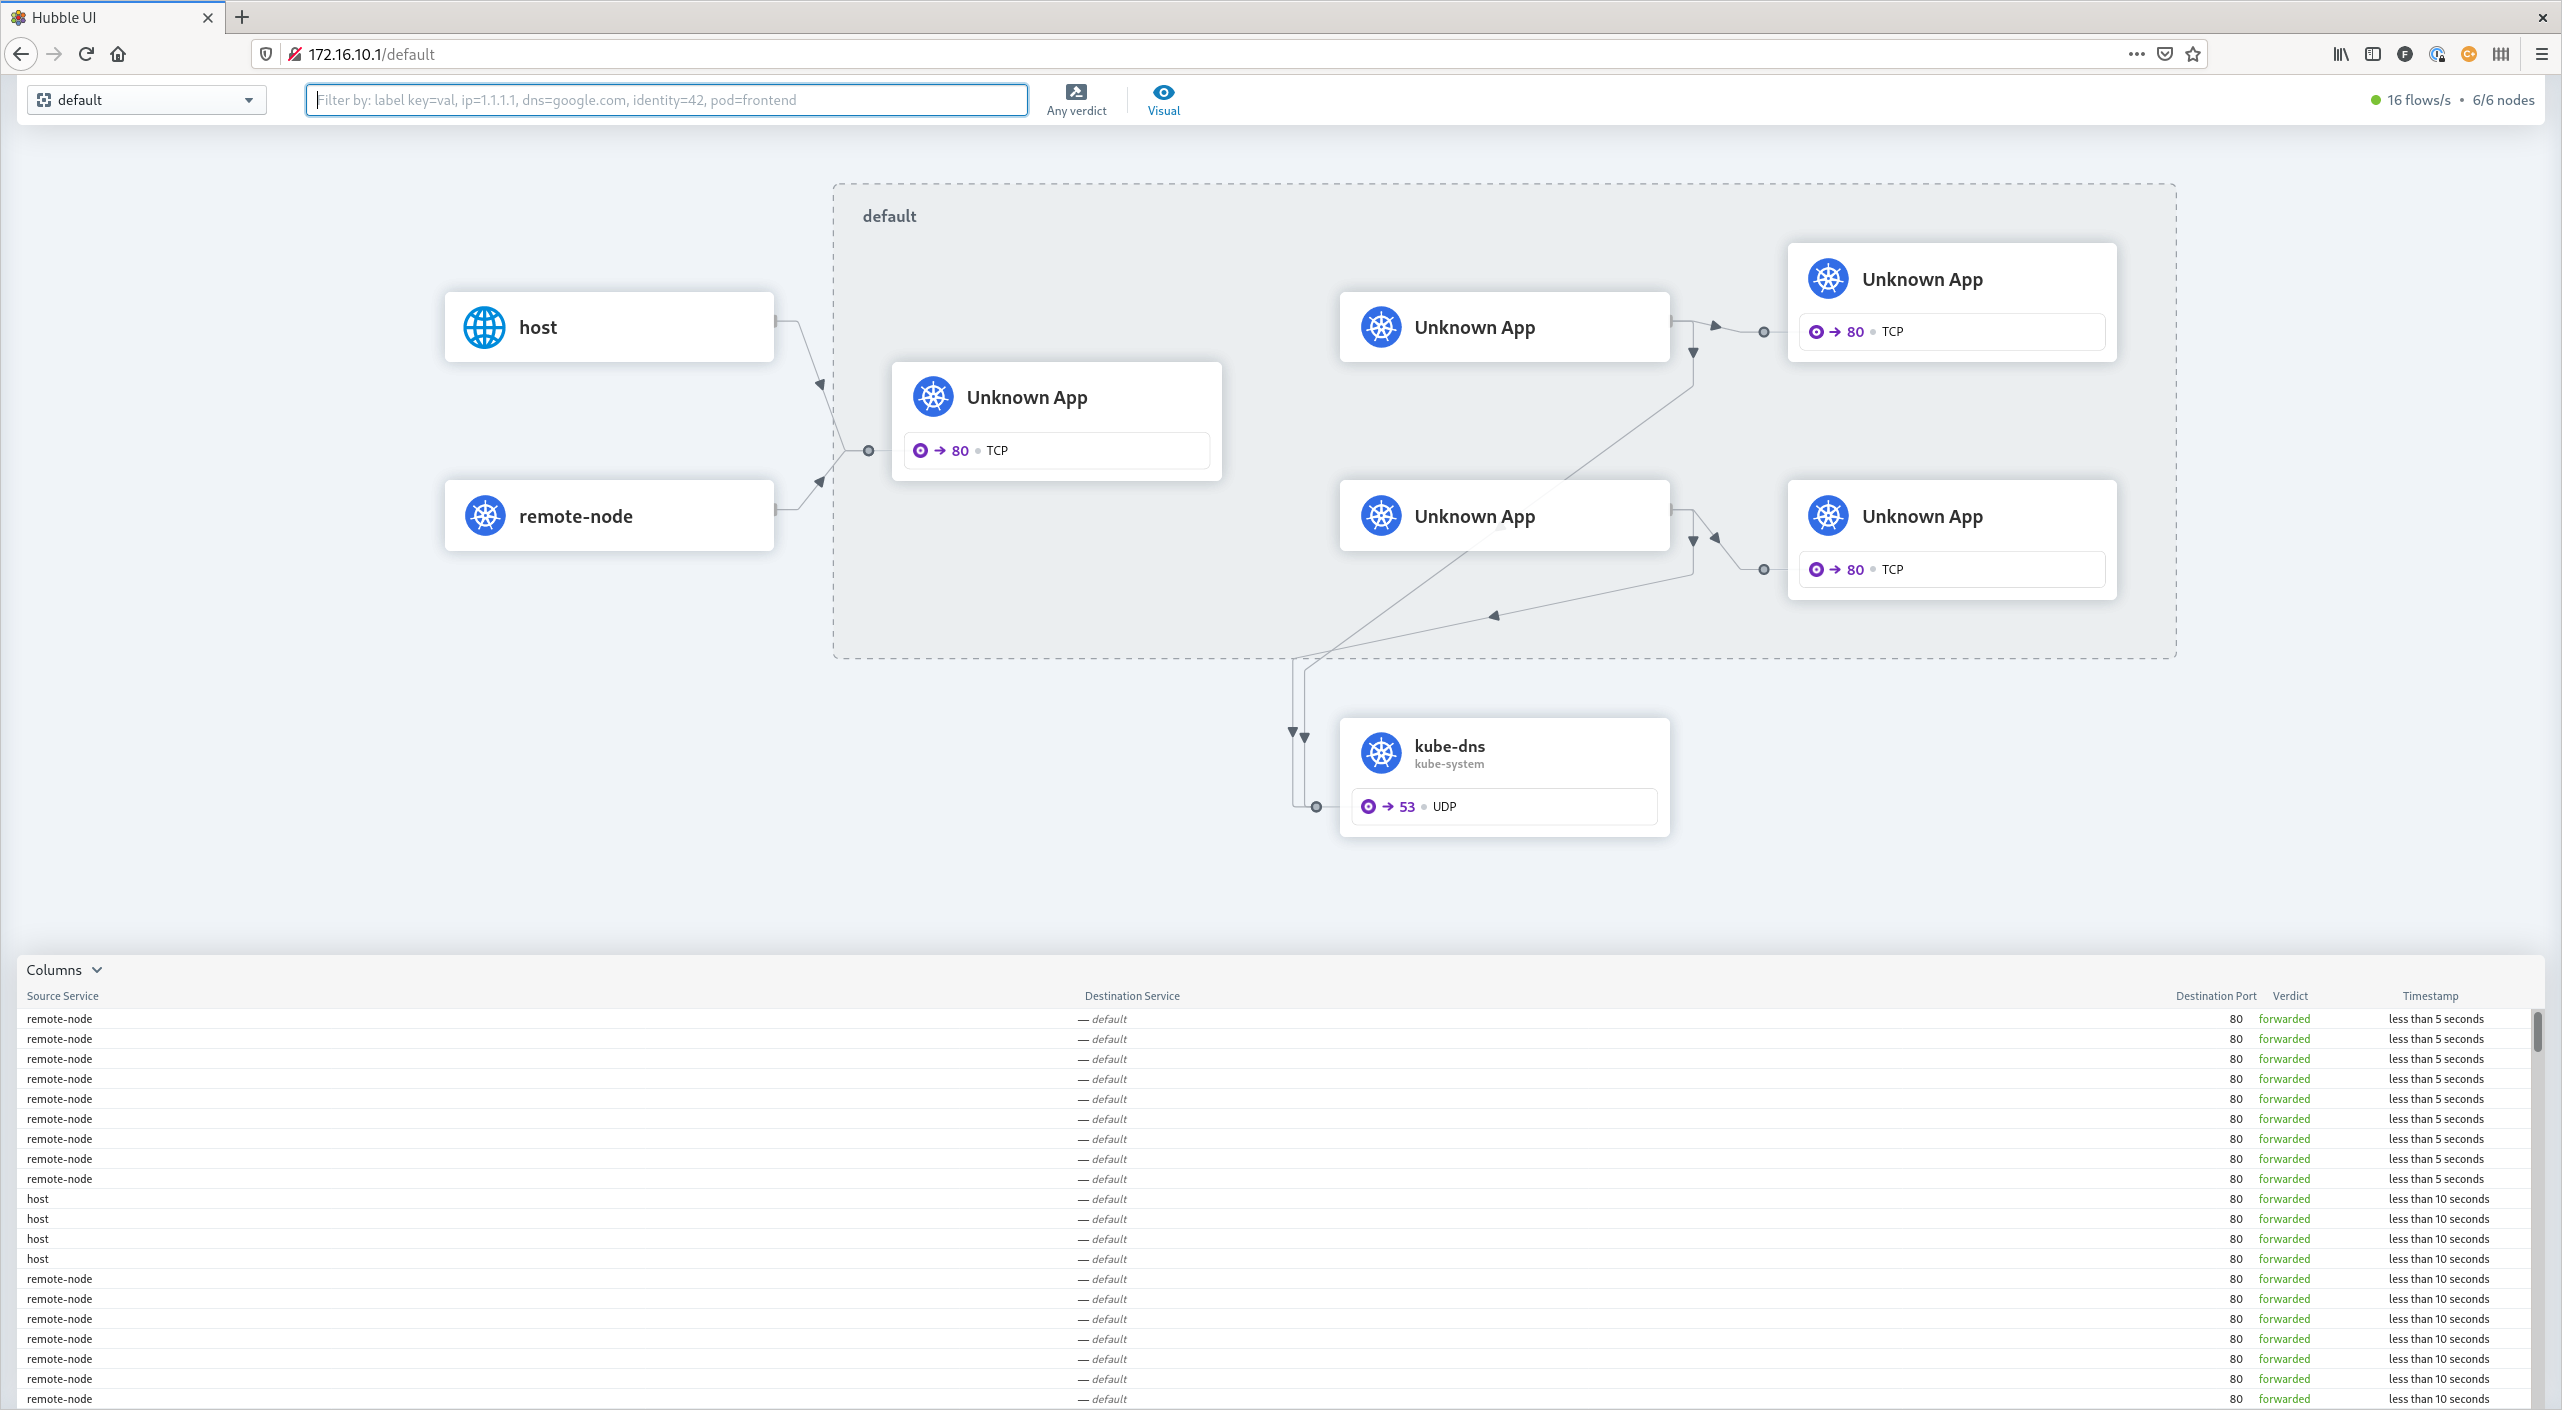 Hubble UI
172.16.10.1/default
default
Filter by: label key=val, ip=1.1.1.1, dns=google.com, identity=42, pod=frontend
Any verdict
Visual
16 flows/s • 6/6 nodes
default
host
remote-node
Unknown App
80 TCP
Unknown App
Unknown App
80 TCP
Unknown App
Unknown App
80 TCP
kube-dns
kube-system
53 UDP
Columns
Source Service Destination Service Destination Port Verdict Timestamp
remote-node — default 80 forwarded less than 5 seconds
remote-node — default 80 forwarded less than 5 seconds
remote-node — default 80 forwarded less than 5 seconds
remote-node — default 80 forwarded less than 5 seconds
remote-node — default 80 forwarded less than 5 seconds
remote-node — default 80 forwarded less than 5 seconds
remote-node — default 80 forwarded less than 5 seconds
remote-node — default 80 forwarded less than 5 seconds
remote-node — default 80 forwarded less than 5 seconds
host — default 80 forwarded less than 10 seconds
host — default 80 forwarded less than 10 seconds
host — default 80 forwarded less than 10 seconds
host — default 80 forwarded less than 10 seconds
remote-node — default 80 forwarded less than 10 seconds
remote-node — default 80 forwarded less than 10 seconds
remote-node — default 80 forwarded less than 10 seconds
remote-node — default 80 forwarded less than 10 seconds
remote-node — default 80 forwarded less than 10 seconds
remote-node — default 80 forwarded less than 10 seconds
remote-node — default 80 forwarded less than 10 seconds